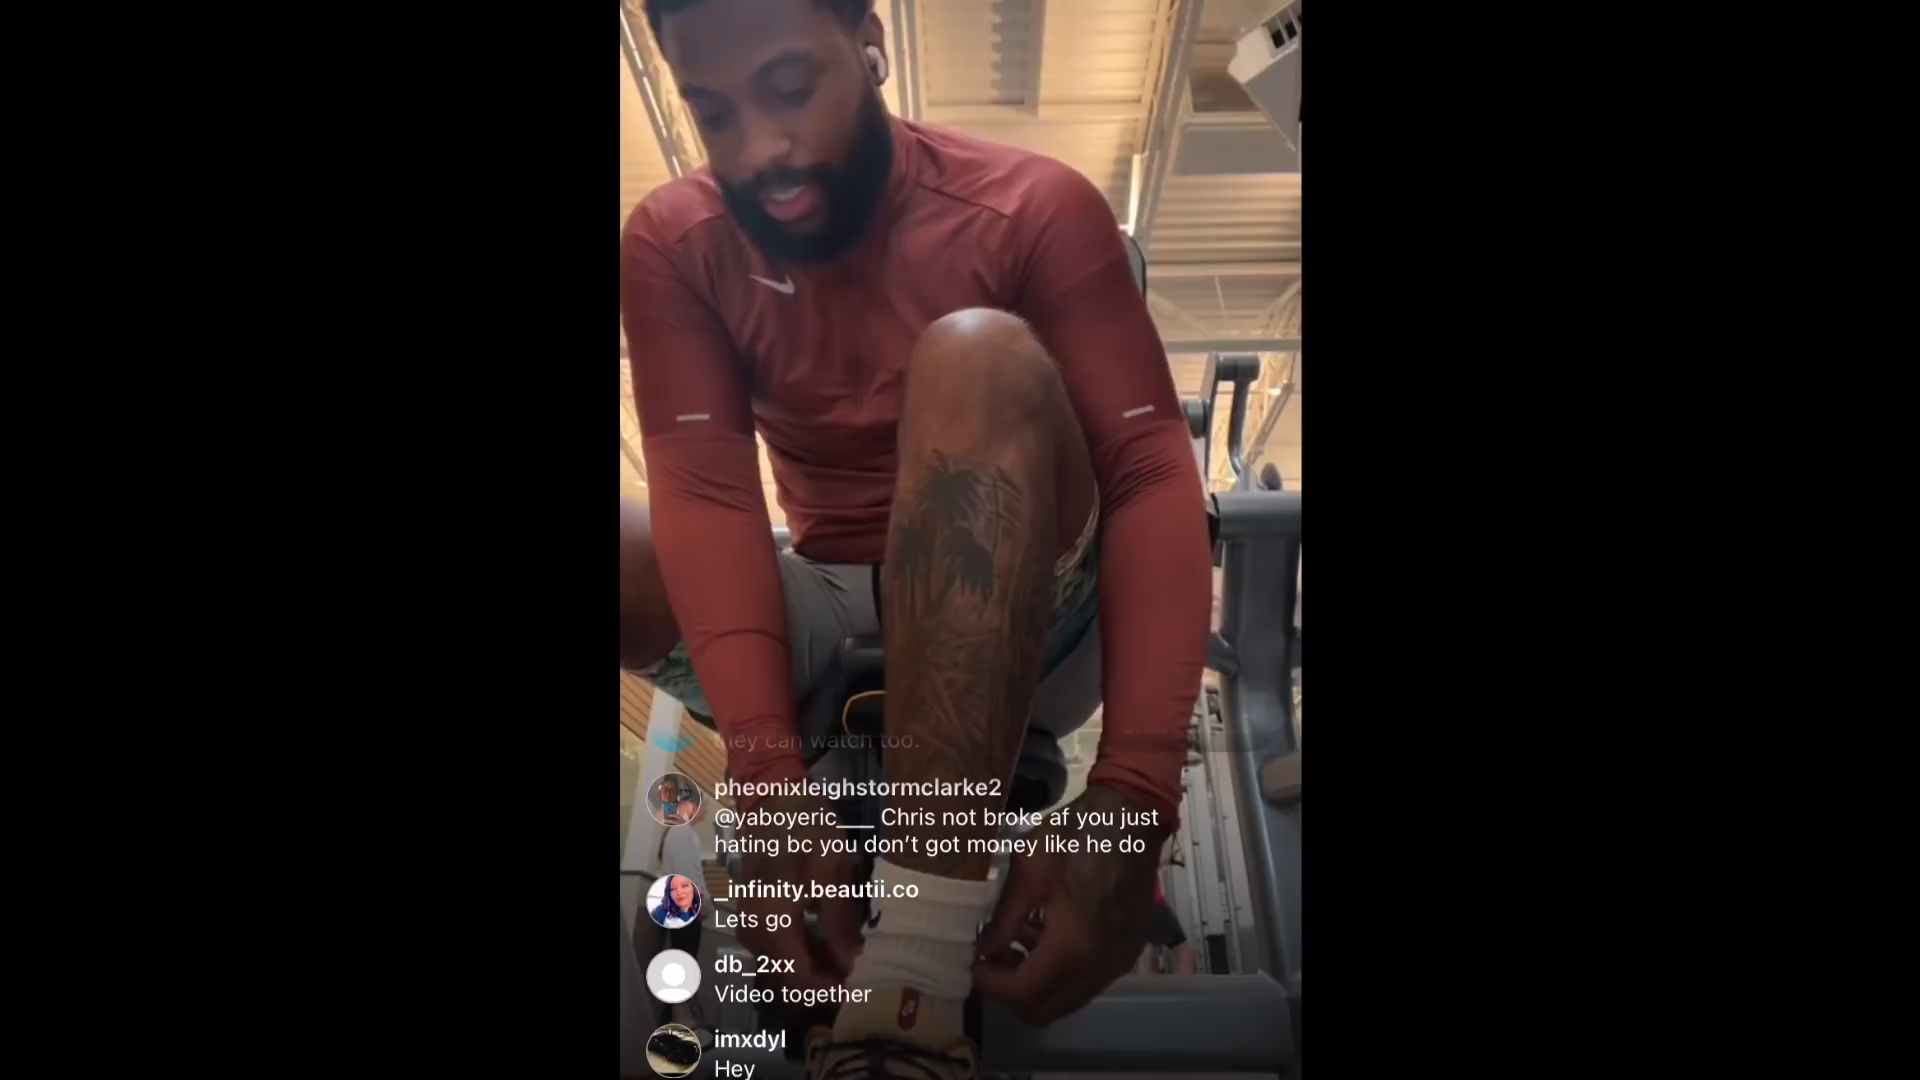 they can watch too.
pheonixleighstormclarke2
@yaboyeric___ Chris not broke af you just
hating bc you don’t got money like he do
_infinity.beautii.co
Lets go
db_2xx
Video together
imxdyl
Hey